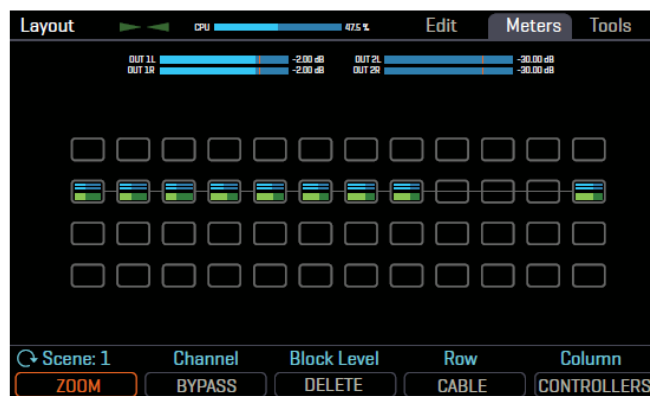 Layout CPU 47.5 % Edit Meters Tools
OUT 1L -2.00 dB OUT 2L -30.00 dB
OUT 1R -2.00 dB OUT 2R -30.00 dB
Scene: 1 Channel Block Level Row Column
ZOOM BYPASS DELETE CABLE CONTROLLERS